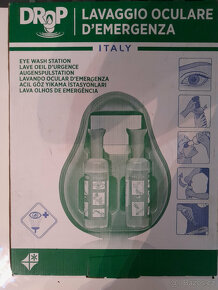 DROP
LAVAGGIO OCULARE
D'EMERGENZA
ITALY
EYE WASH STATION
LAVE OEIL D'URGENCE
AUGENSPULSTATION
LAVANDO OCULAR D'EMERGENZA
ACIL GÖZ YIKAMA İSTASYONLARI
LAVA OLHOS DE EMERGÊNCIA